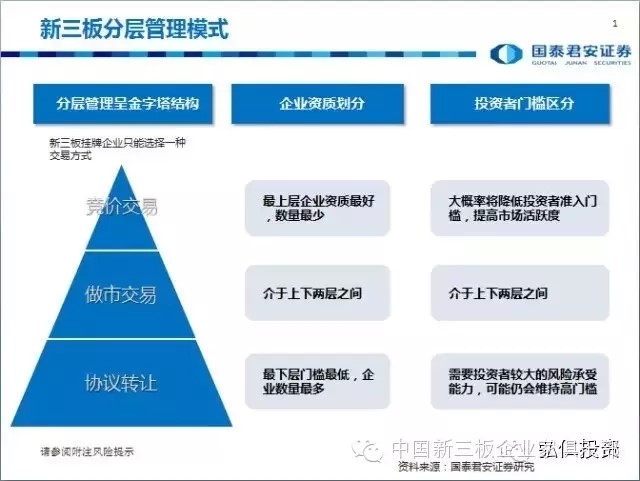 新三板分层管理模式
1
国泰君安证券
GUOTAI JUNAN SECURITIES
分层管理呈金字塔结构
企业资质划分
投资者门槛区分
新三板挂牌企业只能选择一种
交易方式
竞价交易
最上层企业资质最好
，数量最少
大概率将降低投资者准入门
槛，提高市场活跃度
做市交易
介于上下两层之间
介于上下两层之间
协议转让
最下层门槛最低，企
业数量最多
需要投资者较大的风险承受
能力，可能仍会维持高门槛
请参阅附注风险提示
中国新三板企业
弘仁投资
资料来源：国泰君安证券研究